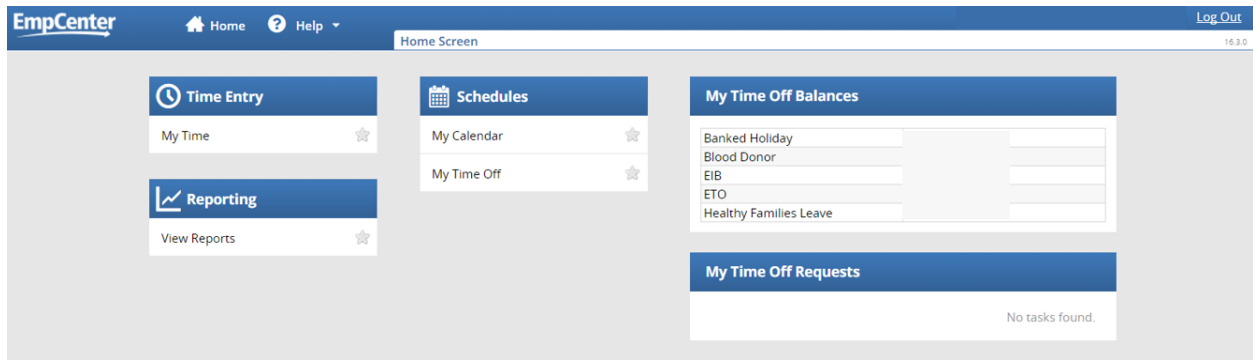 EmpCenter
Home
Help
Log Out
Home Screen
16.3.0
Time Entry
My Time
Reporting
View Reports
Schedules
My Calendar
My Time Off
My Time Off Balances
Banked Holiday
Blood Donor
EIB
ETO
Healthy Families Leave
My Time Off Requests
No tasks found.